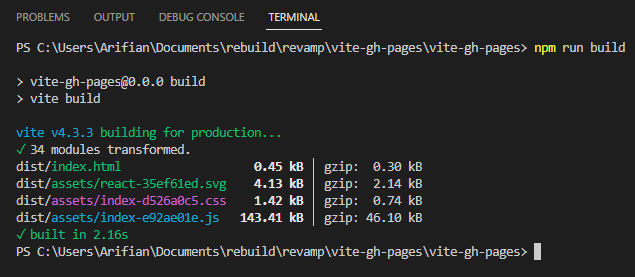 PROBLEMS OUTPUT DEBUG CONSOLE TERMINAL
PS C:\Users\Arifian\Documents\rebuild\revamp\vite-gh-pages\vite-gh-pages> npm run build
> vite-gh-pages@0.0.0 build
> vite build
vite v4.3.3 building for production...
✓ 34 modules transformed.
dist/index.html 0.45 kB │ gzip: 0.30 kB
dist/assets/react-35ef61ed.svg 4.13 kB │ gzip: 2.14 kB
dist/assets/index-d526a0c5.css 1.42 kB │ gzip: 0.74 kB
dist/assets/index-e92ae01e.js 143.41 kB │ gzip: 46.10 kB
✓ built in 2.16s
PS C:\Users\Arifian\Documents\rebuild\revamp\vite-gh-pages\vite-gh-pages>